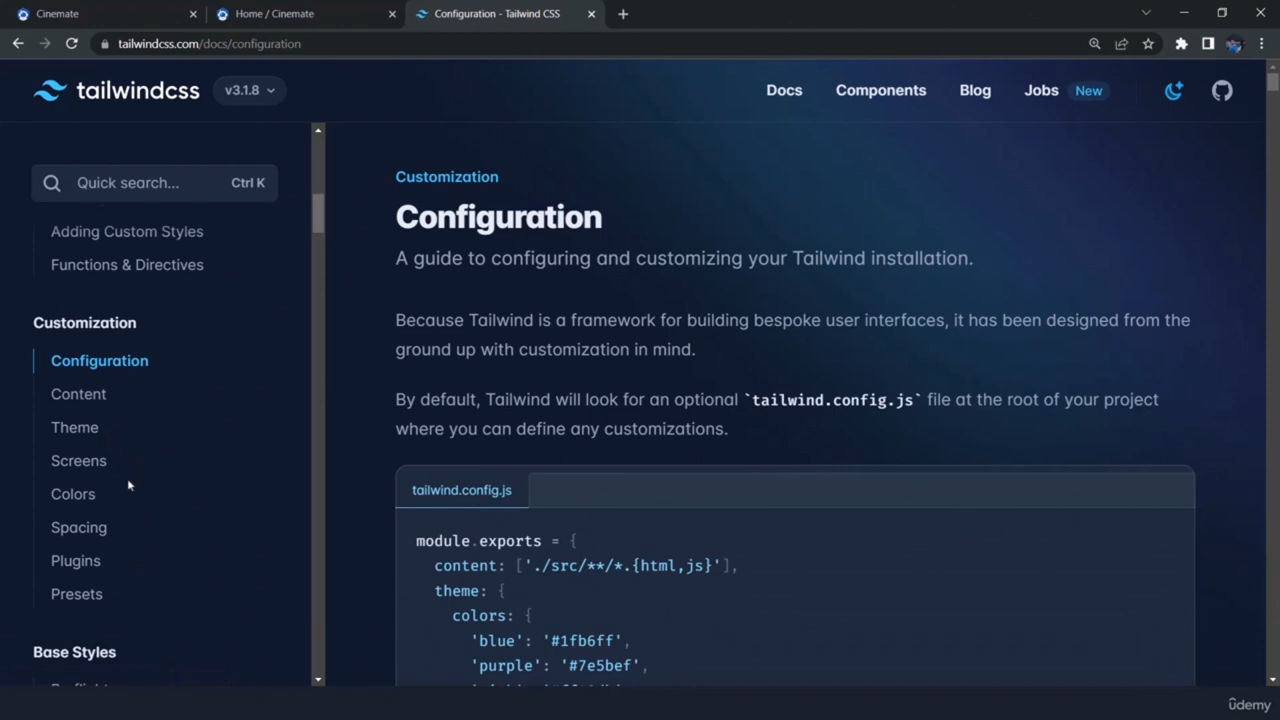 Cinemate
Home / Cinemate
Configuration - Tailwind CSS
tailwindcss.com/docs/configuration
tailwindcss
v3.1.8
Docs
Components
Blog
Jobs
New
Quick search...
Ctrl K
Adding Custom Styles
Functions & Directives
Customization
Configuration
Content
Theme
Screens
Colors
Spacing
Plugins
Presets
Base Styles
Customization
Configuration
A guide to configuring and customizing your Tailwind installation.
Because Tailwind is a framework for building bespoke user interfaces, it has been designed from the
ground up with customization in mind.
By default, Tailwind will look for an optional `tailwind.config.js` file at the root of your project
where you can define any customizations.
tailwind.config.js
module.exports = {
content: ['./src/**/*.{html,js}'],
theme: {
colors: {
'blue': '#1fb6ff',
'purple': '#7e5bef',
ûdemy